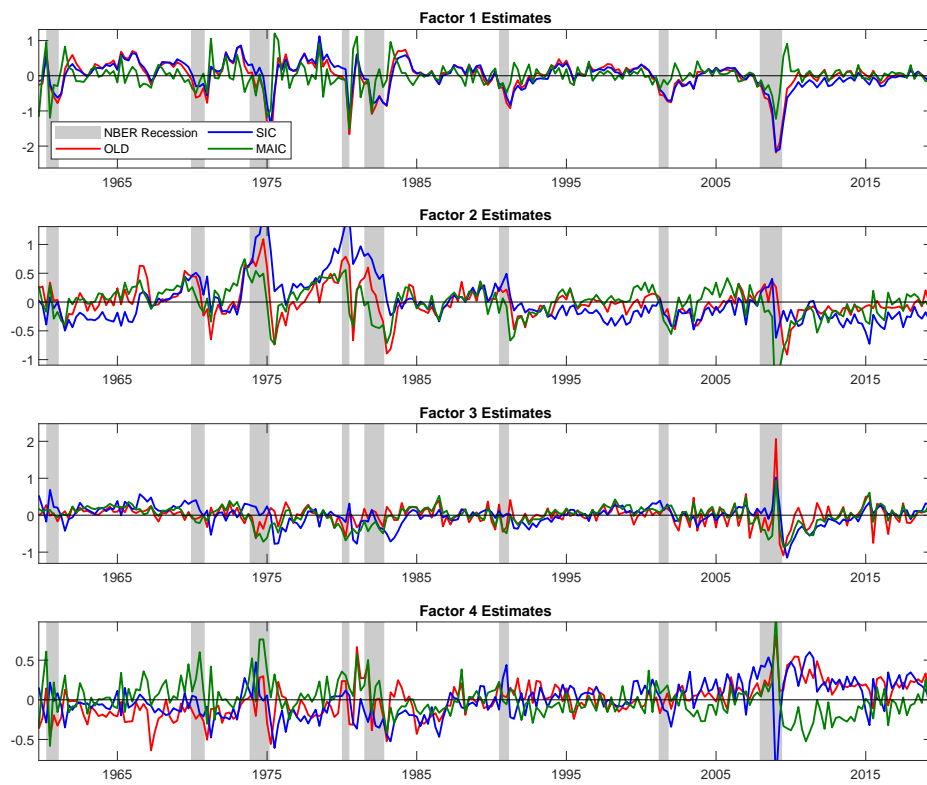 Factor 1 Estimates
1
0
-1
-2
NBER Recession SIC
OLD MAIC
1965 1975 1985 1995 2005 2015
Factor 2 Estimates
1
0.5
0
-0.5
-1
1965 1975 1985 1995 2005 2015
Factor 3 Estimates
2
1
0
-1
1965 1975 1985 1995 2005 2015
Factor 4 Estimates
0.5
0
-0.5
1965 1975 1985 1995 2005 2015